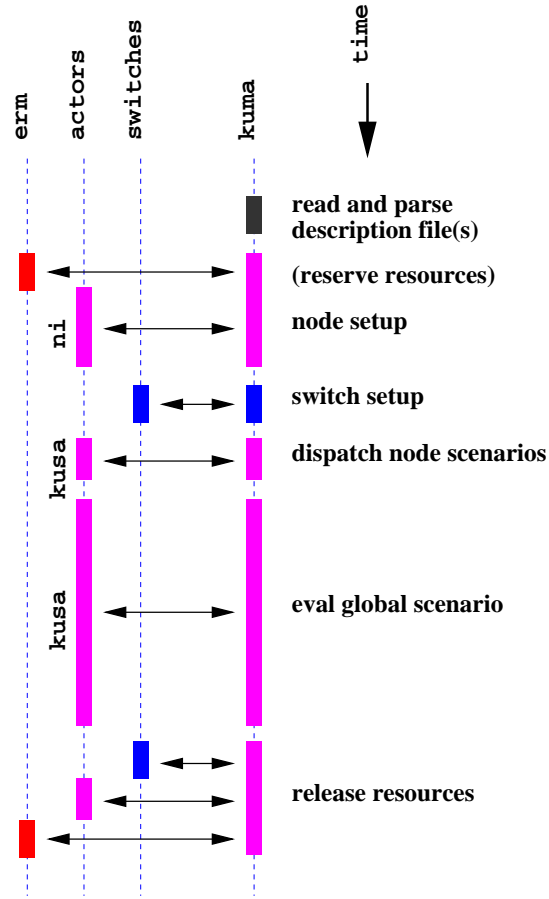 erm
actors
switches
kuma
time
read and parse
description file(s)
(reserve resources)
ni
node setup
switch setup
kusa
dispatch node scenarios
kusa
eval global scenario
release resources